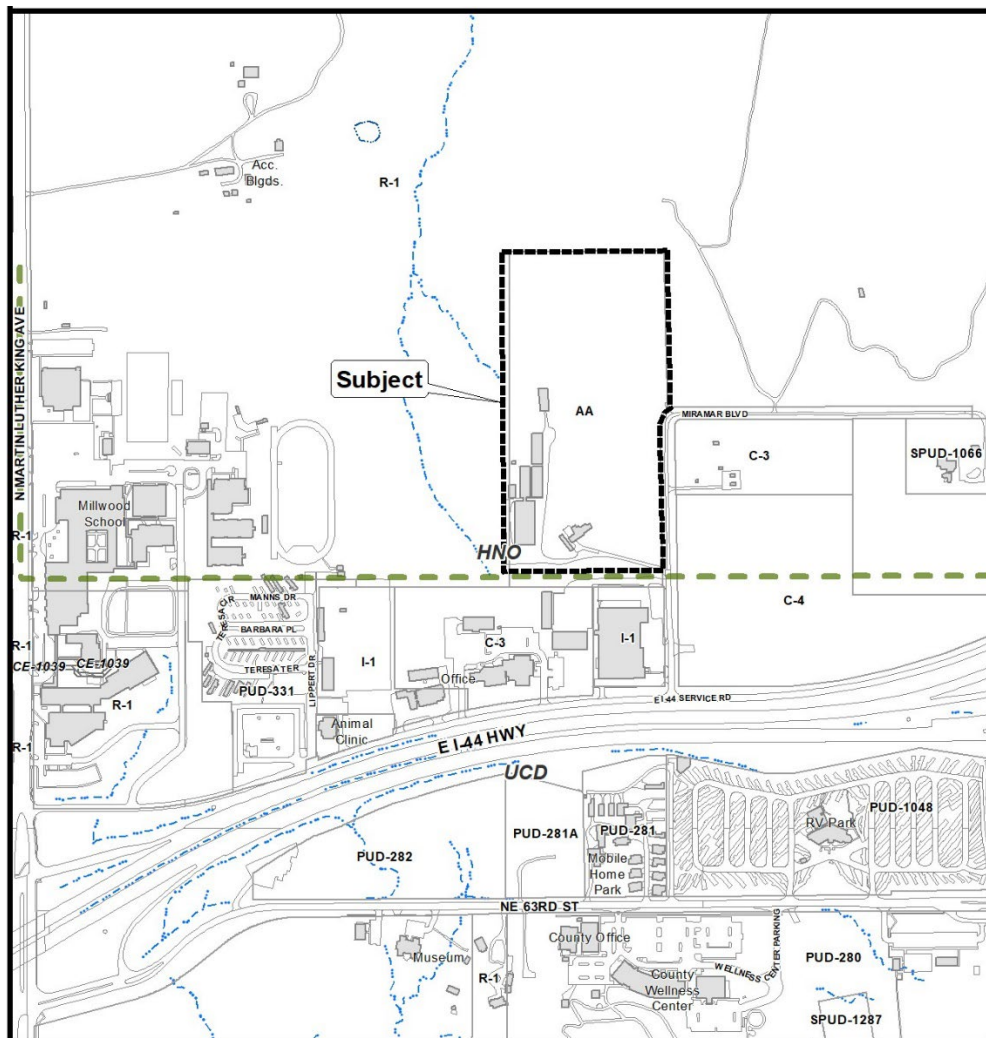 Acc.
Blgds.
R-1
N MARTIN LUTHER KING AVE
Subject
AA
MIRAMAR BLVD
C-3
SPUD-1066
Millwood
School
R-1
HNO
C-4
TERESA CIR
MANNS DR
BARBARA PL
TERESA TER
PUD-331
LIPPERT DR
I-1
C-3
Office
I-1
R-1
CE-1039
CE-1039
R-1
R-1
Animal
Clinic
E I-44 HWY
E I-44 SERVICE RD
UCD
PUD-281A
PUD-281
PUD-1048
RV Park
PUD-282
Mobile
Home
Park
NE 63RD ST
County Office
Museum
R-1
County
Wellness
Center
WELLNESS CENTER PARKING
PUD-280
SPUD-1287